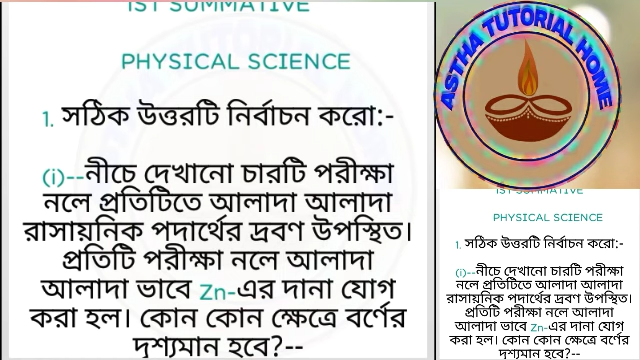 1ST SUMMATIVE
PHYSICAL SCIENCE
1. সঠিক উত্তরটি নির্বাচন করো:-
(i)--নীচে দেখানো চারটি পরীক্ষা
নলে প্রতিটিতে আলাদা আলাদা
রাসায়নিক পদার্থের দ্রবণ উপস্থিত।
প্রতিটি পরীক্ষা নলে আলাদা
আলাদা ভাবে Zn-এর দানা যোগ
করা হল। কোন কোন ক্ষেত্রে বর্ণের
দৃশ্যমান হবে?--
ASTHA TUTORIAL HOME
1ST SUMMATIVE
PHYSICAL SCIENCE
1. সঠিক উত্তরটি নির্বাচন করো:-
(i)--নীচে দেখানো চারটি পরীক্ষা
নলে প্রতিটিতে আলাদা আলাদা
রাসায়নিক পদার্থের দ্রবণ উপস্থিত।
প্রতিটি পরীক্ষা নলে আলাদা
আলাদা ভাবে Zn-এর দানা যোগ
করা হল। কোন কোন ক্ষেত্রে বর্ণের
দৃশ্যমান হবে?--